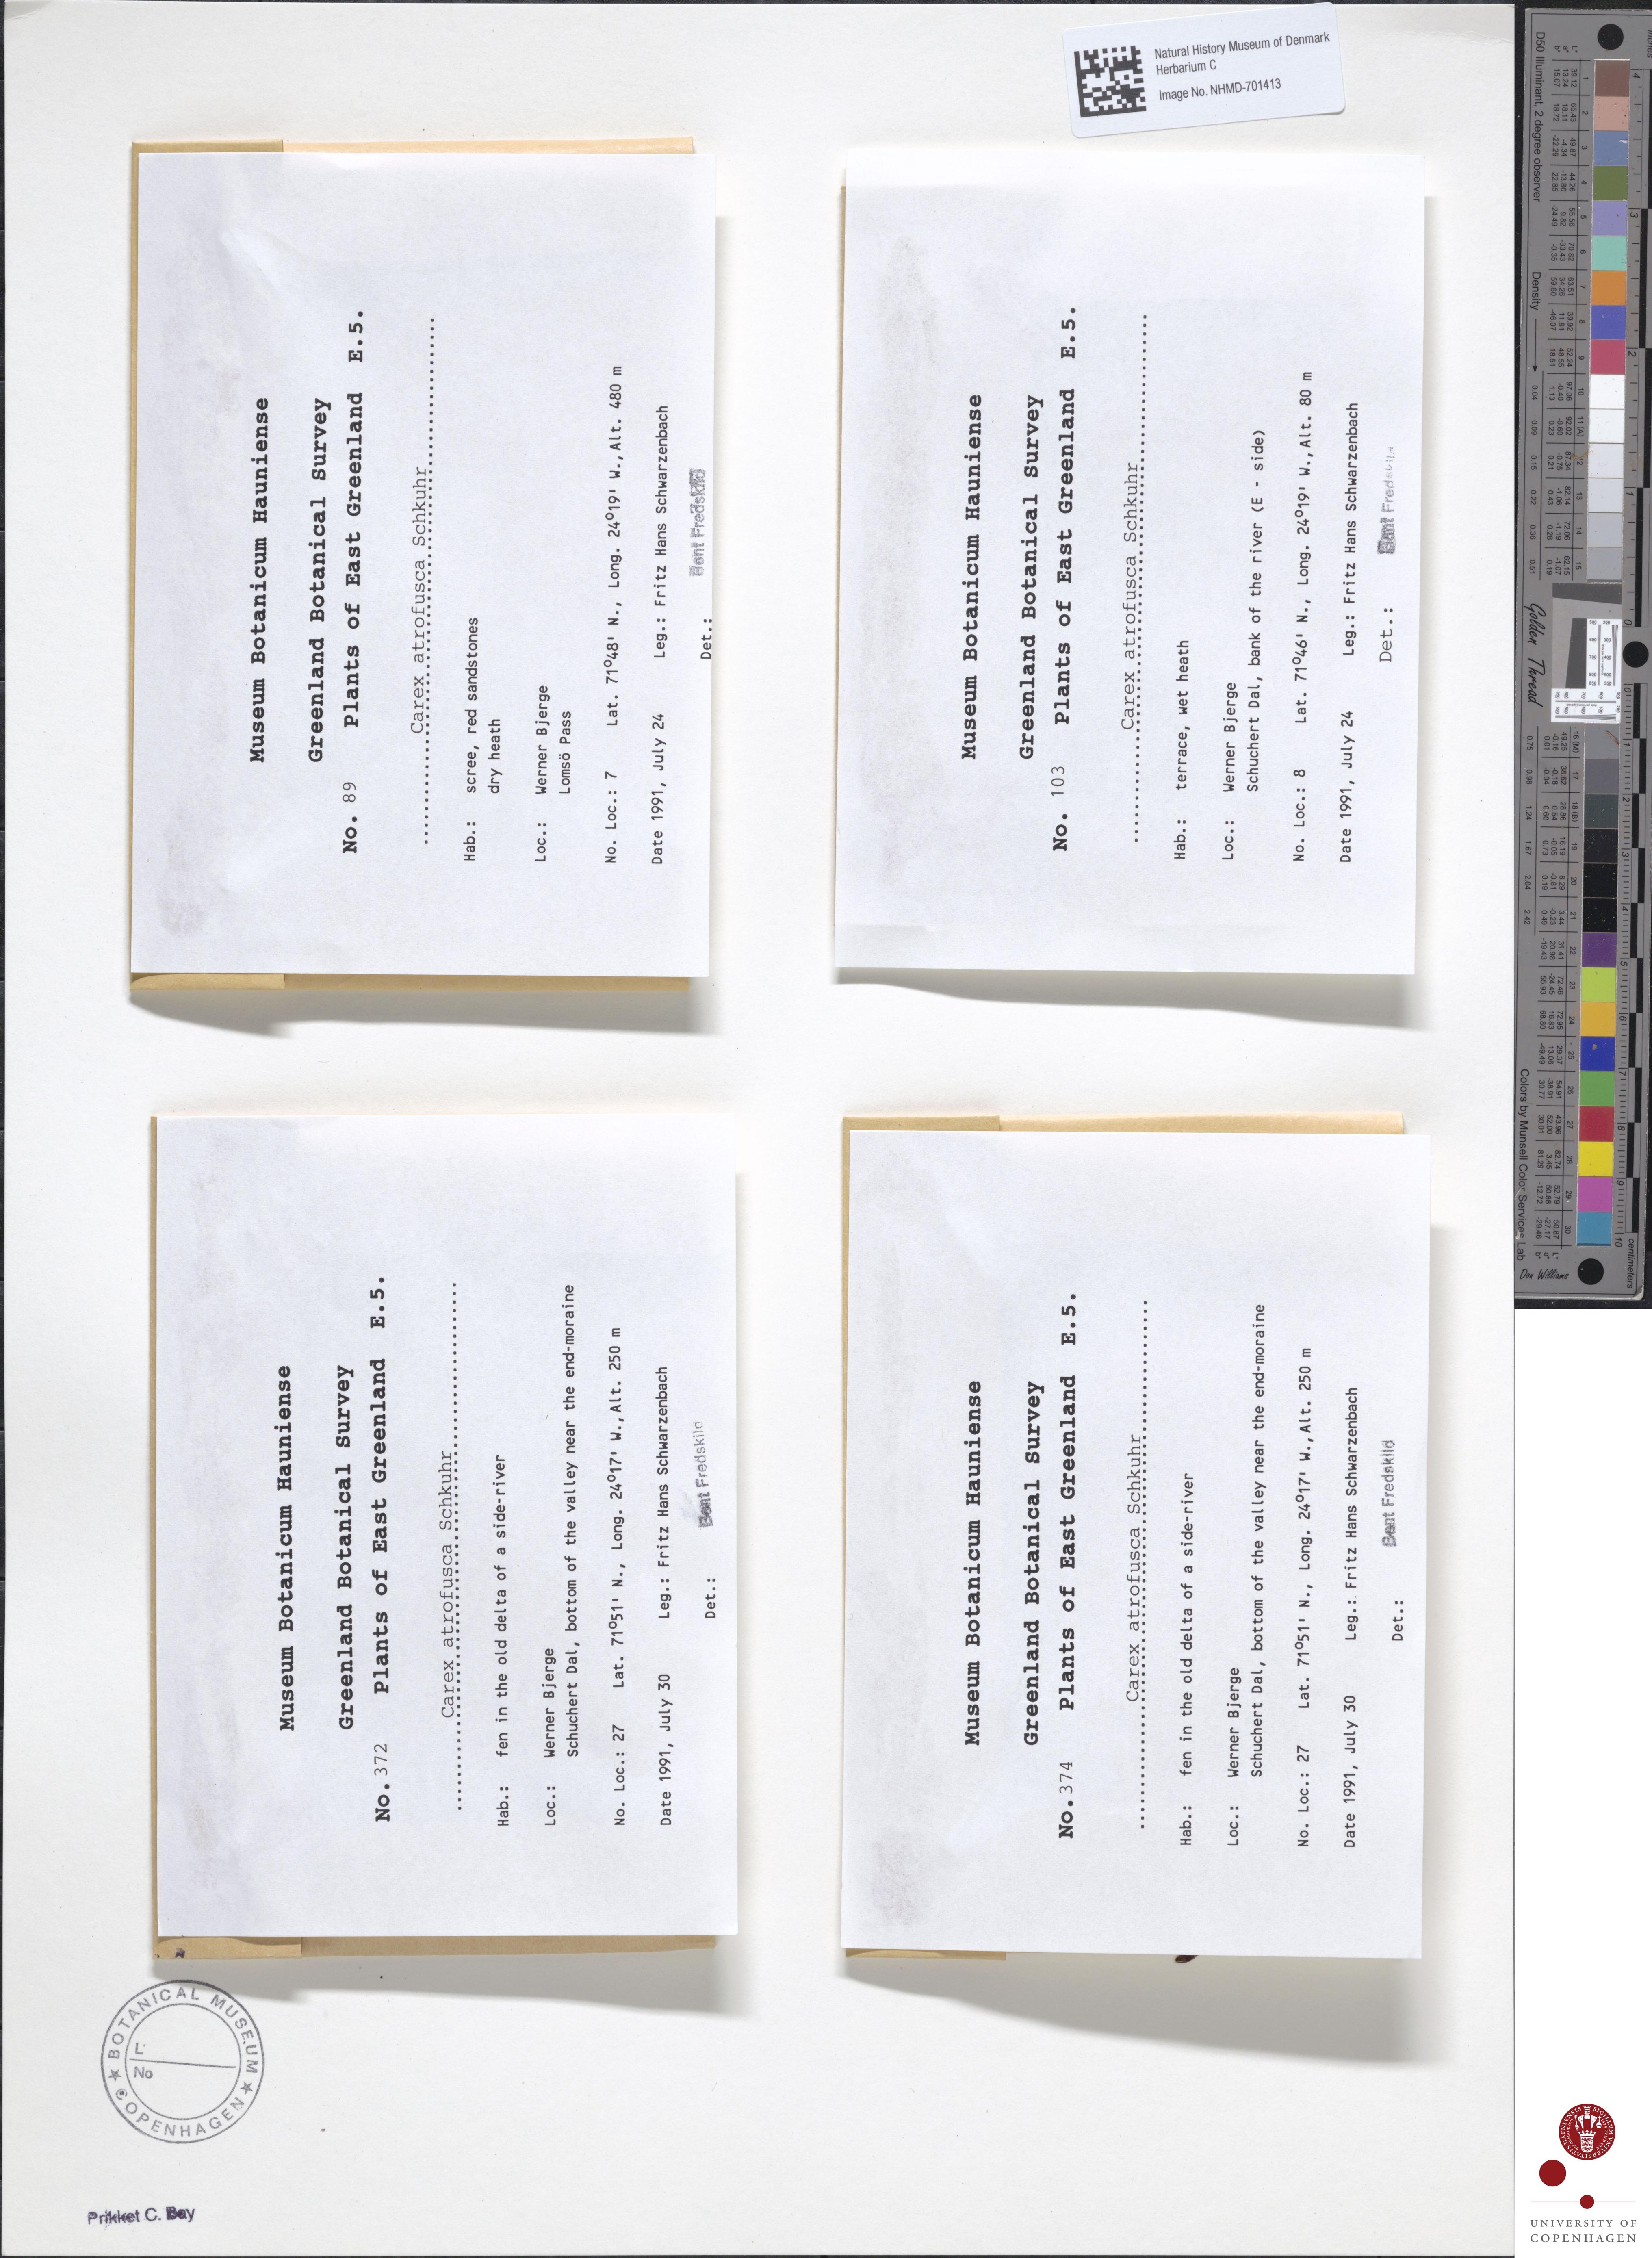 Natural History Museum of Denmark
Herbarium C
Image No. NHMD-701413
Museum Botanicum Hauniense
Greenland Botanical Survey
No. 89 Plants of East Greenland E.5.
Carex atrofusca Schkuhr
Hab.: scree, red sandstones
dry heath
Loc.: Werner Bjerge
Lomsö Pass
No. Loc.: 7 Lat. 71°48' N., Long. 24°19' W., Alt. 480 m
Date 1991, July 24 Leg.: Fritz Hans Schwarzenbach
Det.: Bent Fredskild
Museum Botanicum Hauniense
Greenland Botanical Survey
No. 103 Plants of East Greenland E.5.
Carex atrofusca Schkuhr
Hab.: terrace, wet heath
Loc.: Werner Bjerge
Schuchert Dal, bank of the river (E - side)
No. Loc.: 8 Lat. 71°46' N., Long. 24°19' W., Alt. 80 m
Date 1991, July 24 Leg.: Fritz Hans Schwarzenbach
Det.: Bent Fredskild
Museum Botanicum Hauniense
Greenland Botanical Survey
No. 372 Plants of East Greenland E.5.
Carex atrofusca Schkuhr
Hab.: fen in the old delta of a side-river
Loc.: Werner Bjerge
Schuchert Dal, bottom of the valley near the end-moraine
No. Loc.: 27 Lat. 71°51' N., Long. 24°17' W., Alt. 250 m
Date 1991, July 30 Leg.: Fritz Hans Schwarzenbach
Det.: Bent Fredskild
Museum Botanicum Hauniense
Greenland Botanical Survey
No. 374 Plants of East Greenland E.5.
Carex atrofusca Schkuhr
Hab.: fen in the old delta of a side-river
Loc.: Werner Bjerge
Schuchert Dal, bottom of the valley near the end-moraine
No. Loc.: 27 Lat. 71°51' N., Long. 24°17' W., Alt. 250 m
Date 1991, July 30 Leg.: Fritz Hans Schwarzenbach
Det.: Bent Fredskild
BOTANICAL MUSEUM
COPENHAGEN
No
Prikket C. Bay
D50 Illuminant, 2 degree observer
Density
Golden Thread
Colors by Munsell Color Services Lab
Don Williams
centimeters
UNIVERSITY OF
COPENHAGEN